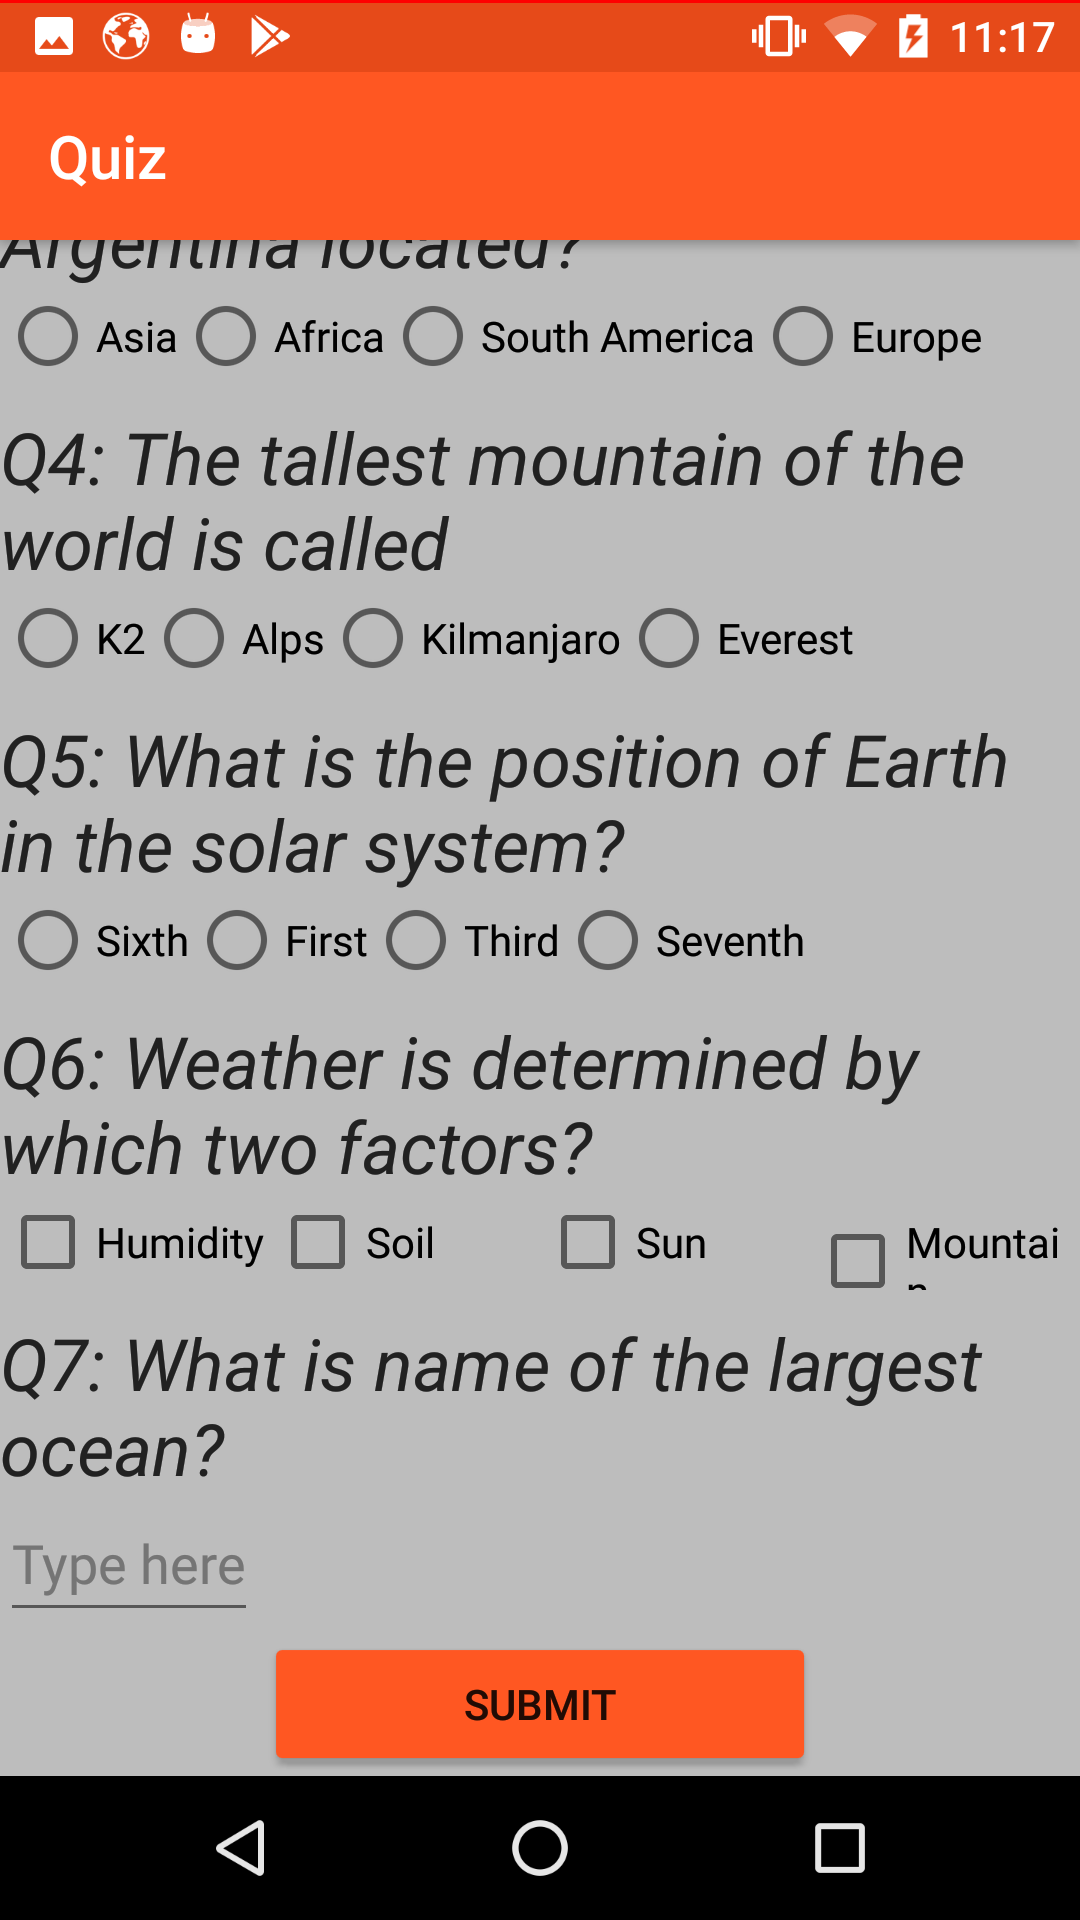 11:17
Quiz
Argentina located?
Asia Africa South America Europe
Q4: The tallest mountain of the
world is called
K2 Alps Kilmanjaro Everest
Q5: What is the position of Earth
in the solar system?
Sixth First Third Seventh
Q6: Weather is determined by
which two factors?
Humidity Soil Sun Mountai
n
Q7: What is name of the largest
ocean?
Type here
SUBMIT